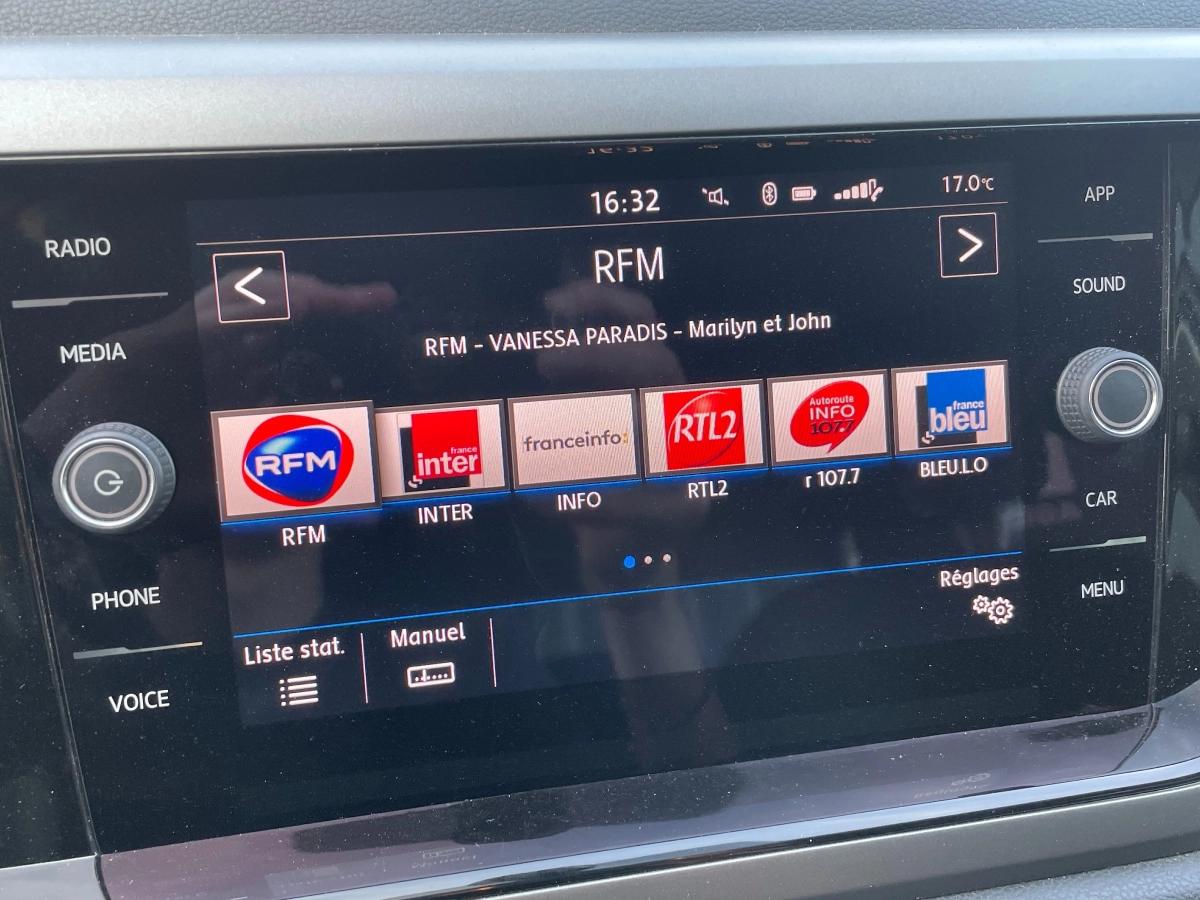 16:32
17.0°C
RADIO
APP
RFM
SOUND
MEDIA
RFM - VANESSA PARADIS - Marilyn et John
RFM
france
inter
franceinfo:
RTL2
Autoroute
INFO
107.7
france
bleu
RFM
INTER
INFO
RTL2
r 107.7
BLEU.L.O
CAR
PHONE
Réglages
MENU
Liste stat.
Manuel
VOICE